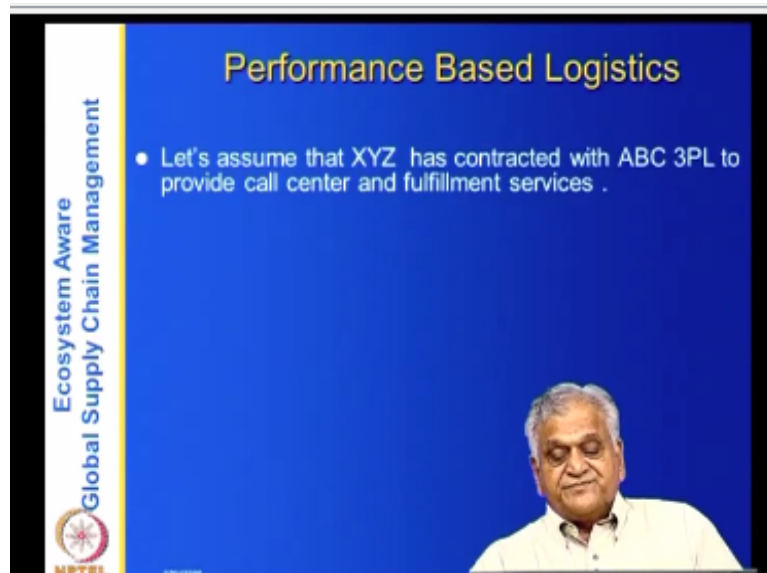 Performance Based Logistics
● Let's assume that XYZ has contracted with ABC 3PL to
provide call center and fulfillment services .
Ecosystem Aware
Global Supply Chain Management
NPTEL